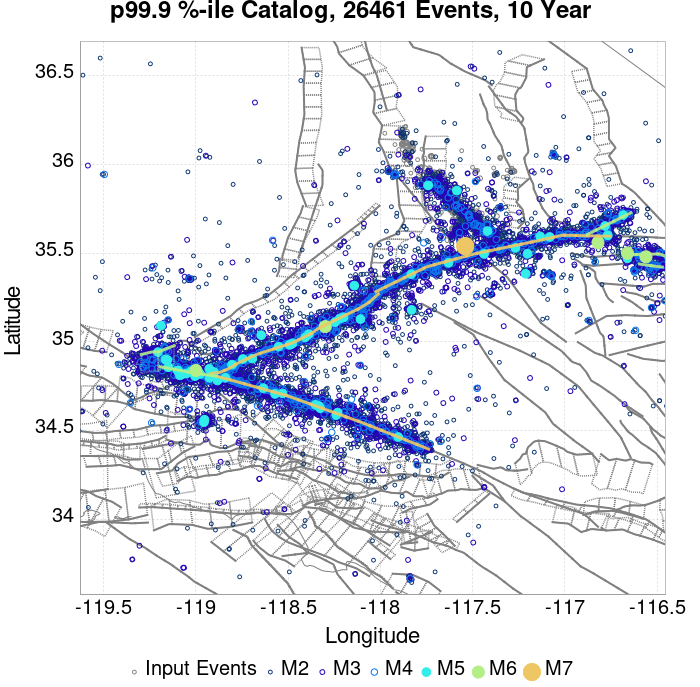 p99.9 %-ile Catalog, 26461 Events, 10 Year
36.5
36
35.5
35
34.5
34
Latitude
-119.5 -119 -118.5 -118 -117.5 -117 -116.5
Longitude
Input Events M2 M3 M4 M5 M6 M7